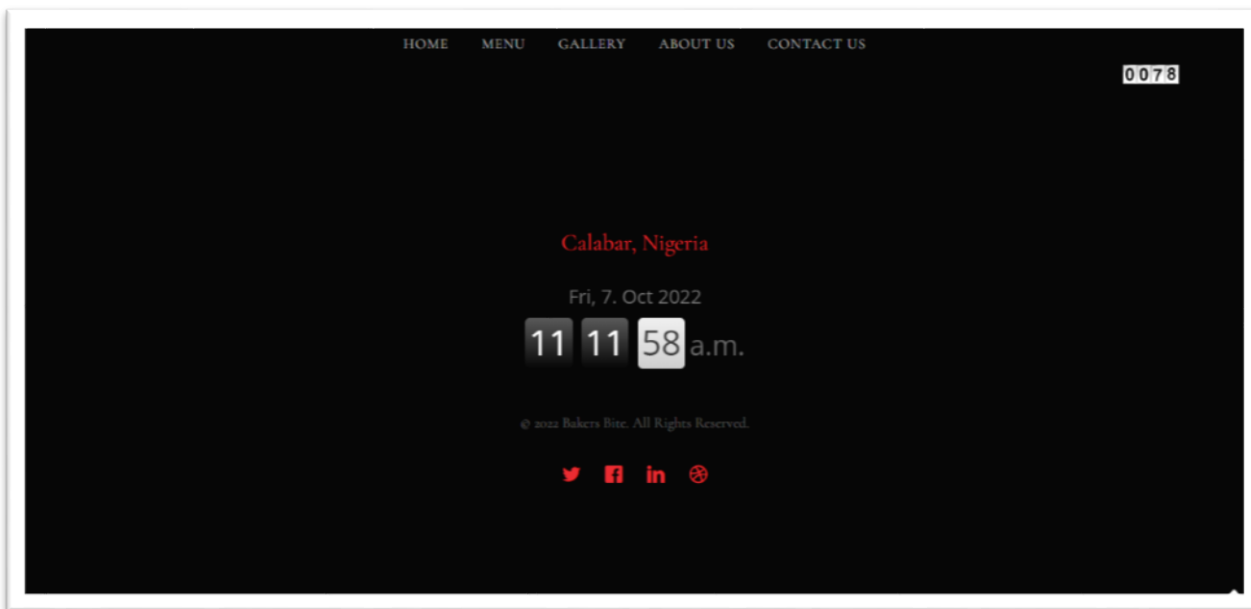 HOME MENU GALLERY ABOUT US CONTACT US
0078
Calabar, Nigeria
Fri, 7. Oct 2022
11 11 58 a.m.
© 2022 Bakers Bite. All Rights Reserved.